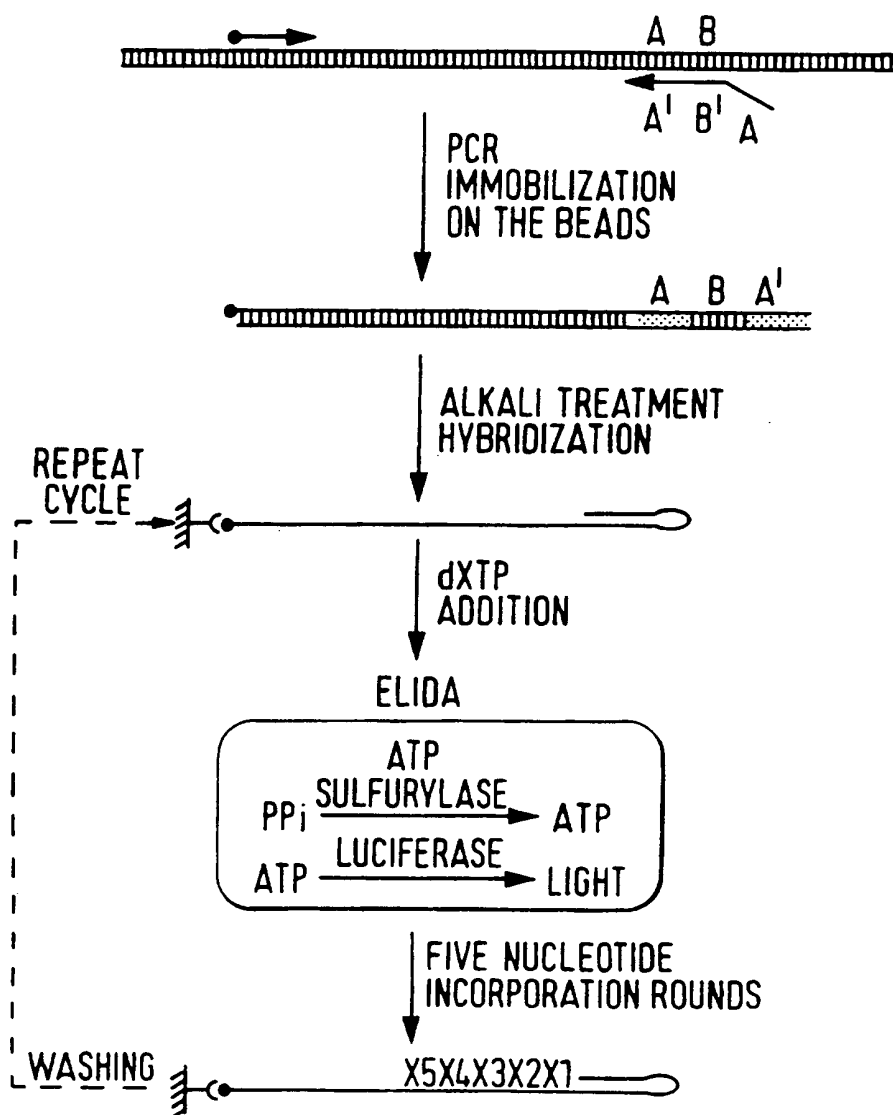 A B
A' B' A
PCR
IMMOBILIZATION
ON THE BEADS
A B A'
ALKALI TREATMENT
HYBRIDIZATION
REPEAT
CYCLE
dXTP
ADDITION
ELIDA
ATP
SULFURYLASE
PPi ATP
LUCIFERASE
ATP LIGHT
FIVE NUCLEOTIDE
INCORPORATION ROUNDS
WASHING
X5X4X3X2X1